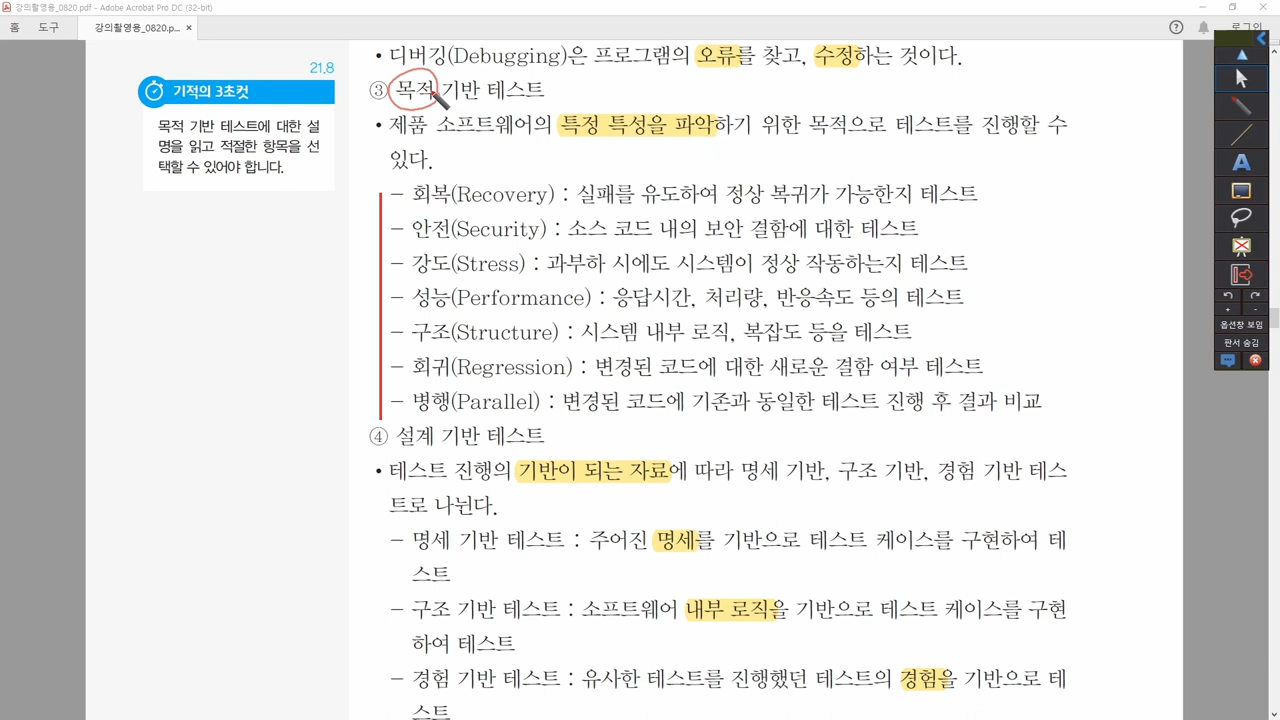 강의촬영용_0820.pdf - Adobe Acrobat Pro DC (32-bit)
홈 도구 강의촬영용_0820.p... × 로그인
• 디버깅(Debugging)은 프로그램의 오류를 찾고, 수정하는 것이다.
21.8
기적의 3초컷
목적 기반 테스트에 대한 설
명을 읽고 적절한 항목을 선
택할 수 있어야 합니다.
③ 목적 기반 테스트
• 제품 소프트웨어의 특정 특성을 파악하기 위한 목적으로 테스트를 진행할 수
있다.
– 회복(Recovery) : 실패를 유도하여 정상 복귀가 가능한지 테스트
– 안전(Security) : 소스 코드 내의 보안 결함에 대한 테스트
– 강도(Stress) : 과부하 시에도 시스템이 정상 작동하는지 테스트
– 성능(Performance) : 응답시간, 처리량, 반응속도 등의 테스트
– 구조(Structure) : 시스템 내부 로직, 복잡도 등을 테스트
– 회귀(Regression) : 변경된 코드에 대한 새로운 결함 여부 테스트
– 병행(Parallel) : 변경된 코드에 기존과 동일한 테스트 진행 후 결과 비교
④ 설계 기반 테스트
• 테스트 진행의 기반이 되는 자료에 따라 명세 기반, 구조 기반, 경험 기반 테스
트로 나뉜다.
– 명세 기반 테스트 : 주어진 명세를 기반으로 테스트 케이스를 구현하여 테
스트
– 구조 기반 테스트 : 소프트웨어 내부 로직을 기반으로 테스트 케이스를 구현
하여 테스트
– 경험 기반 테스트 : 유사한 테스트를 진행했던 테스트의 경험을 기반으로 테
스트
A
+ -
옵션창 보임
판서 숨김